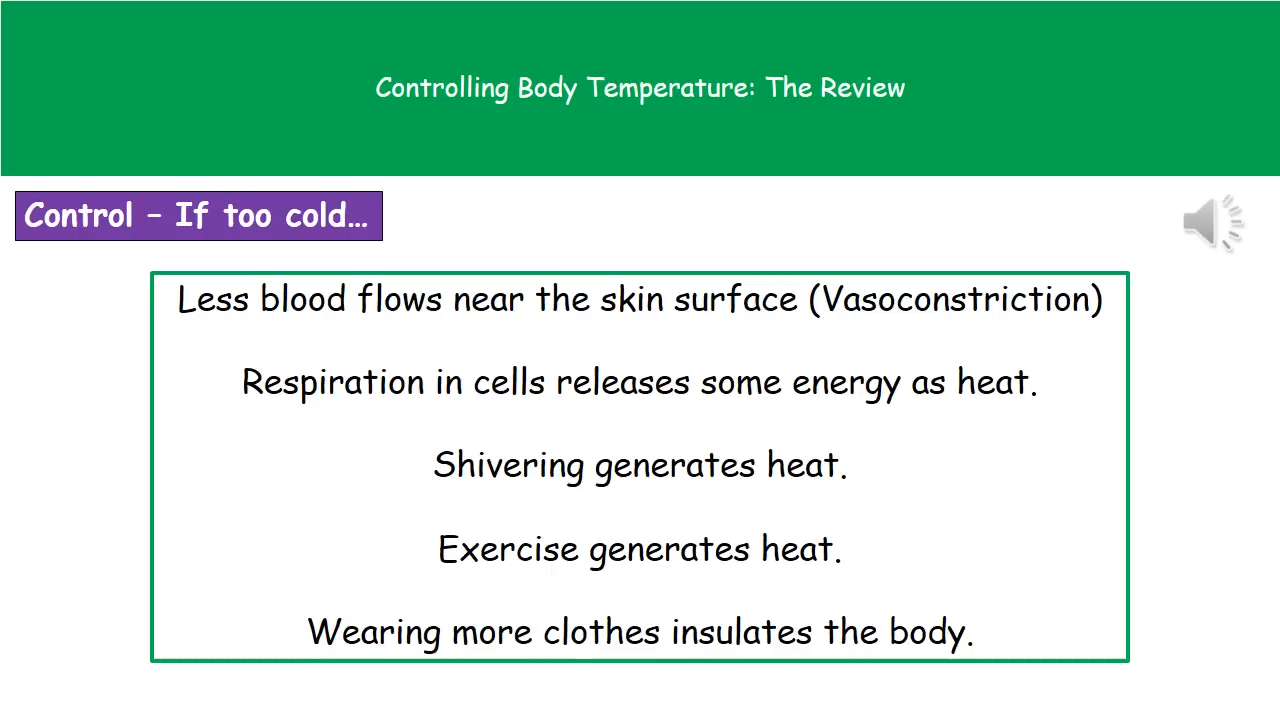 Controlling Body Temperature: The Review
Control – If too cold…
Less blood flows near the skin surface (Vasoconstriction)
Respiration in cells releases some energy as heat.
Shivering generates heat.
Exercise generates heat.
Wearing more clothes insulates the body.